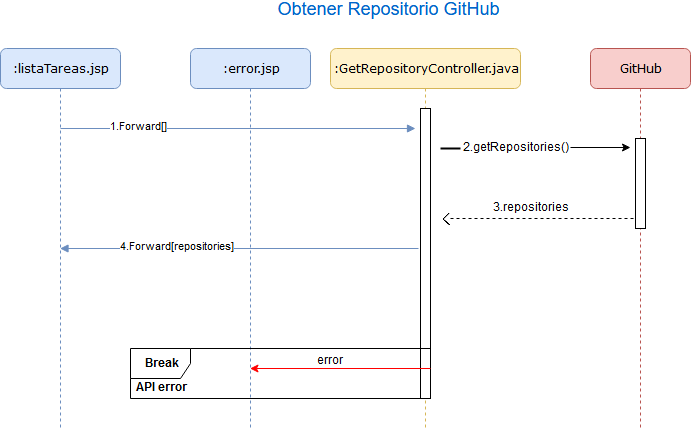 Obtener Repositorio GitHub
:listaTareas.jsp
:error.jsp
:GetRepositoryController.java
GitHub
1.Forward[]
2.getRepositories()
3.repositories
4.Forward[repositories]
Break
error
API error